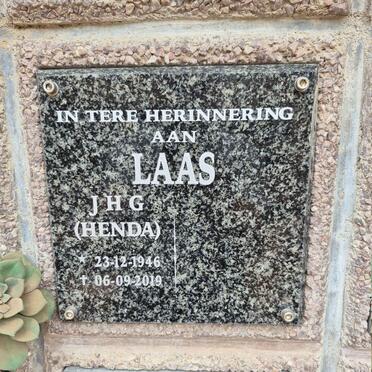 IN TERE HERINNERING
AAN
LAAS
J H G
(HENDA)
* 23-12-1946
† 06-09-2019